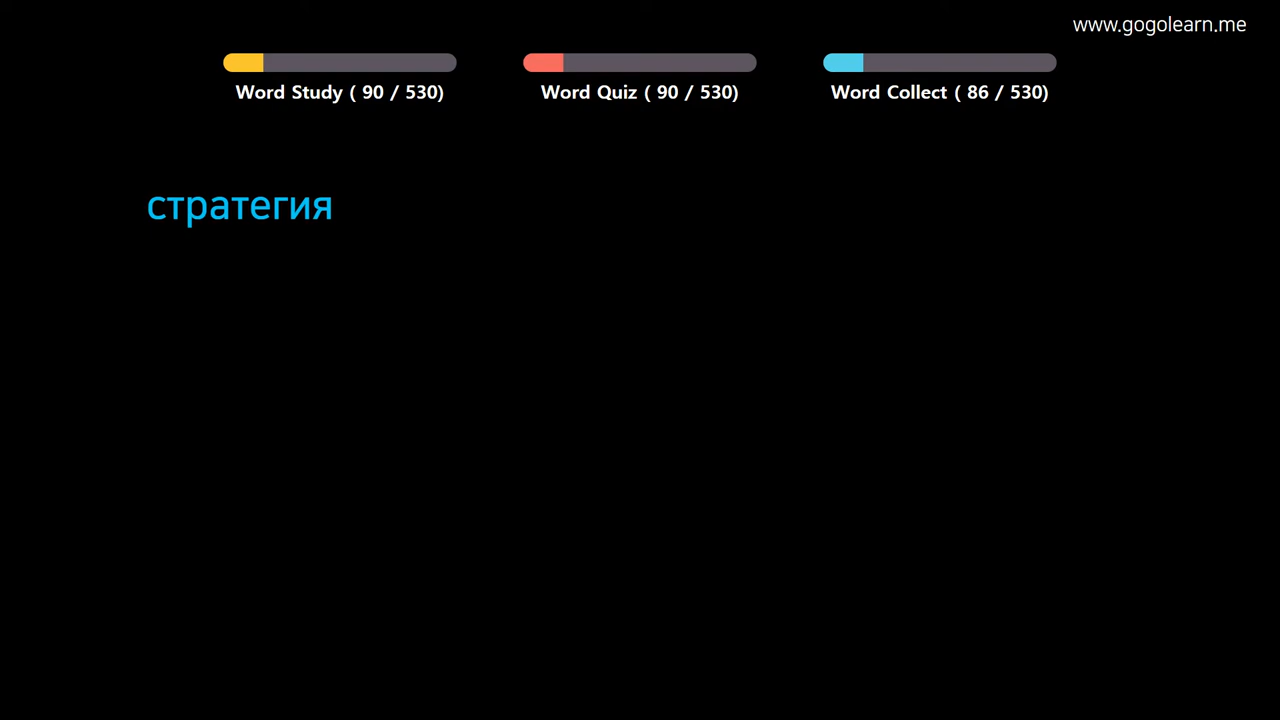 www.gogolearn.me
Word Study ( 90 / 530)
Word Quiz ( 90 / 530)
Word Collect ( 86 / 530)
стратегия